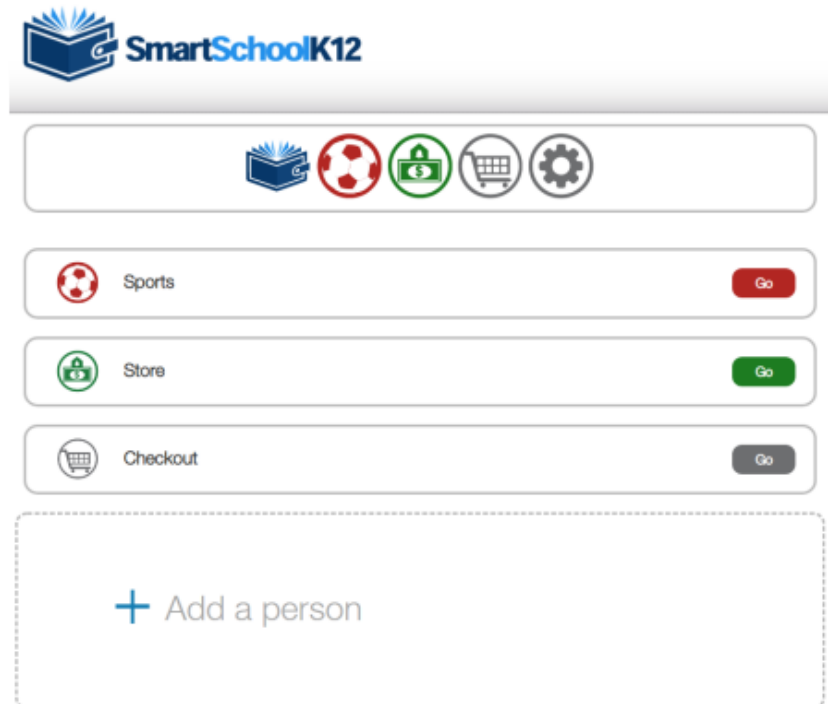 SmartSchoolK12
Sports
Go
Store
Go
Checkout
Go
+ Add a person